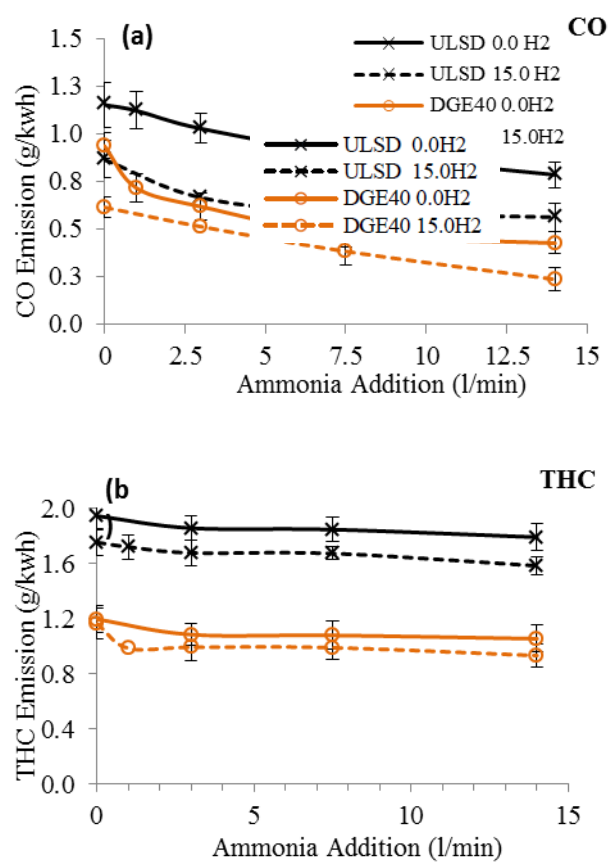 (a)
CO
ULSD 0.0 H2
ULSD 15.0 H2
DGE40 0.0H2
15.0H2
ULSD 0.0H2
ULSD 15.0H2
DGE40 0.0H2
DGE40 15.0H2
CO Emission (g/kwh)
1.5
1.3
1.0
0.8
0.5
0.3
0.0
0 2.5 5 7.5 10 12.5 15
Ammonia Addition (l/min)
(b
)
THC
THC Emission (g/kwh)
2.0
1.6
1.2
0.8
0.4
0.0
0 5 10 15
Ammonia Addition (l/min)